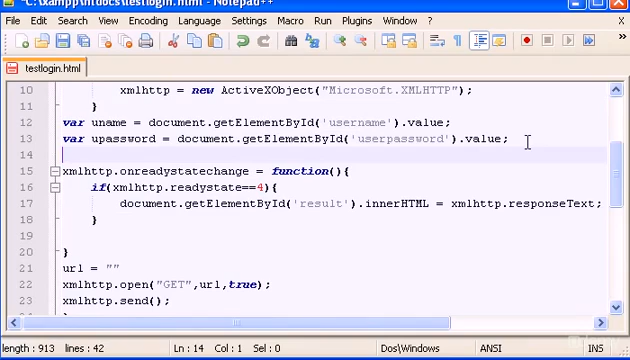 *C:\xampp\htdocs\testlogin.html - Notepad++
File Edit Search View Encoding Language Settings Macro Run Plugins Window ? X
testlogin.html
10 xmlhttp = new ActiveXObject("Microsoft.XMLHTTP");
11 }
12 var uname = document.getElementById('username').value;
13 var upassword = document.getElementById('userpassword').value;
14
15 xmlhttp.onreadystatechange = function(){
16 if(xmlhttp.readystate==4){
17 document.getElementById('result').innerHTML = xmlhttp.responseText;
18 }
19
20 }
21 url = ""
22 xmlhttp.open("GET",url,true);
23 xmlhttp.send();
length : 913 lines : 42 Ln : 14 Col : 1 Sel : 0 Dos\Windows ANSI INS